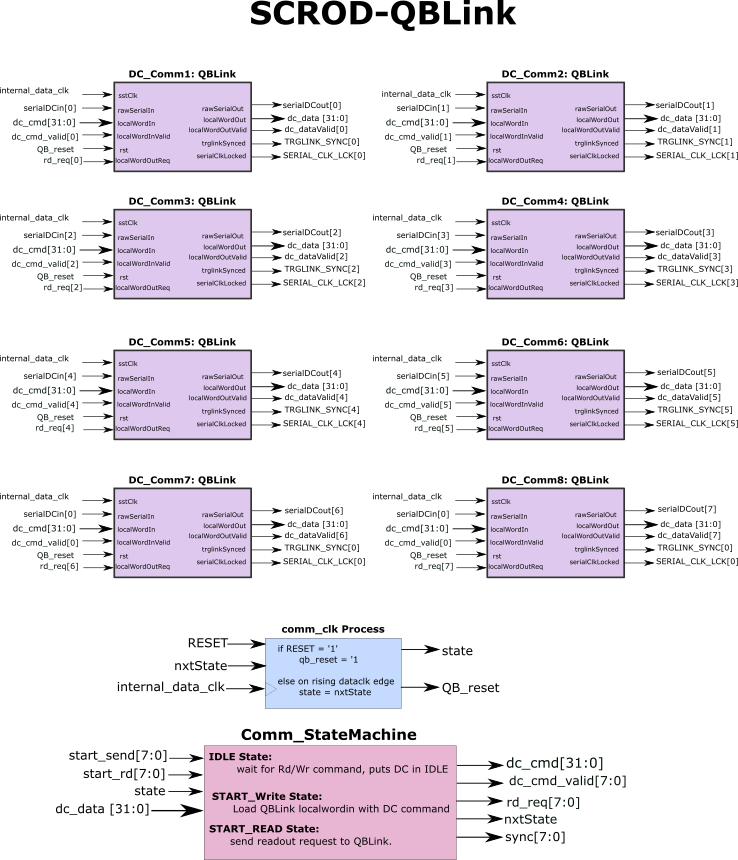 SCROD-QBLink
DC_Comm1: QBLink
internal_data_clk
serialDCin[0]
dc_cmd[31:0]
dc_cmd_valid[0]
QB_reset
rd_req[0]
sstClk
rawSerialIn
localWordIn
localWordInValid
rst
localWordOutReq
rawSerialOut
localWordOut
localWordOutValid
trglinkSynced
serialClkLocked
serialDCout[0]
dc_data [31:0]
dc_dataValid[0]
TRGLINK_SYNC[0]
SERIAL_CLK_LCK[0]
DC_Comm2: QBLink
internal_data_clk
serialDCin[1]
dc_cmd[31:0]
dc_cmd_valid[1]
QB_reset
rd_req[1]
sstClk
rawSerialIn
localWordIn
localWordInValid
rst
localWordOutReq
rawSerialOut
localWordOut
localWordOutValid
trglinkSynced
serialClkLocked
serialDCout[1]
dc_data [31:0]
dc_dataValid[1]
TRGLINK_SYNC[1]
SERIAL_CLK_LCK[1]
DC_Comm3: QBLink
internal_data_clk
serialDCin[2]
dc_cmd[31:0]
dc_cmd_valid[2]
QB_reset
rd_req[2]
sstClk
rawSerialIn
localWordIn
localWordInValid
rst
localWordOutReq
rawSerialOut
localWordOut
localWordOutValid
trglinkSynced
serialClkLocked
serialDCout[2]
dc_data [31:0]
dc_dataValid[2]
TRGLINK_SYNC[2]
SERIAL_CLK_LCK[2]
DC_Comm4: QBLink
internal_data_clk
serialDCin[3]
dc_cmd[31:0]
dc_cmd_valid[3]
QB_reset
rd_req[3]
sstClk
rawSerialIn
localWordIn
localWordInValid
rst
localWordOutReq
rawSerialOut
localWordOut
localWordOutValid
trglinkSynced
serialClkLocked
serialDCout[3]
dc_data [31:0]
dc_dataValid[3]
TRGLINK_SYNC[3]
SERIAL_CLK_LCK[3]
DC_Comm5: QBLink
internal_data_clk
serialDCin[4]
dc_cmd[31:0]
dc_cmd_valid[4]
QB_reset
rd_req[4]
sstClk
rawSerialIn
localWordIn
localWordInValid
rst
localWordOutReq
rawSerialOut
localWordOut
localWordOutValid
trglinkSynced
serialClkLocked
serialDCout[4]
dc_data [31:0]
dc_dataValid[4]
TRGLINK_SYNC[4]
SERIAL_CLK_LCK[4]
DC_Comm6: QBLink
internal_data_clk
serialDCin[5]
dc_cmd[31:0]
dc_cmd_valid[5]
QB_reset
rd_req[5]
sstClk
rawSerialIn
localWordIn
localWordInValid
rst
localWordOutReq
rawSerialOut
localWordOut
localWordOutValid
trglinkSynced
serialClkLocked
serialDCout[5]
dc_data [31:0]
dc_dataValid[5]
TRGLINK_SYNC[5]
SERIAL_CLK_LCK[5]
DC_Comm7: QBLink
internal_data_clk
serialDCin[0]
dc_cmd[31:0]
dc_cmd_valid[0]
QB_reset
rd_req[6]
sstClk
rawSerialIn
localWordIn
localWordInValid
rst
localWordOutReq
rawSerialOut
localWordOut
localWordOutValid
trglinkSynced
serialClkLocked
serialDCout[6]
dc_data [31:0]
dc_dataValid[6]
TRGLINK_SYNC[0]
SERIAL_CLK_LCK[0]
DC_Comm8: QBLink
internal_data_clk
serialDCin[0]
dc_cmd[31:0]
dc_cmd_valid[0]
QB_reset
rd_req[7]
sstClk
rawSerialIn
localWordIn
localWordInValid
rst
localWordOutReq
rawSerialOut
localWordOut
localWordOutValid
trglinkSynced
serialClkLocked
serialDCout[7]
dc_data [31:0]
dc_dataValid[7]
TRGLINK_SYNC[0]
SERIAL_CLK_LCK[0]
comm_clk Process
RESET
nxtState
internal_data_clk
if RESET = '1'
qb_reset = '1
else on rising dataclk edge
state = nxtState
state
QB_reset
Comm_StateMachine
start_send[7:0]
start_rd[7:0]
state
dc_data [31:0]
IDLE State:
wait for Rd/Wr command, puts DC in IDLE
START_Write State:
Load QBLink localwordin with DC command
START_READ State:
send readout request to QBLink.
dc_cmd[31:0]
dc_cmd_valid[7:0]
rd_req[7:0]
nxtState
sync[7:0]